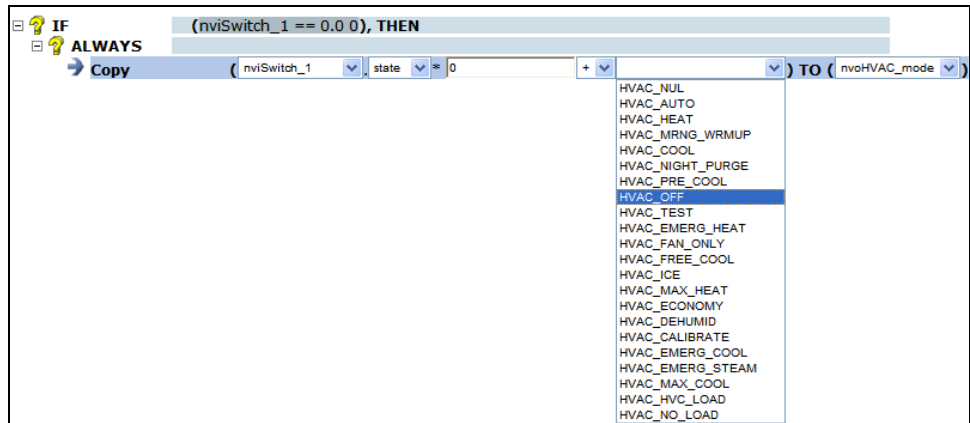 IF (nviSwitch_1 == 0.0 0), THEN
ALWAYS
Copy ( nviSwitch_1 . state * 0 + ) TO ( nvoHVAC_mode )
HVAC_NUL
HVAC_AUTO
HVAC_HEAT
HVAC_MRNG_WRMUP
HVAC_COOL
HVAC_NIGHT_PURGE
HVAC_PRE_COOL
HVAC_OFF
HVAC_TEST
HVAC_EMERG_HEAT
HVAC_FAN_ONLY
HVAC_FREE_COOL
HVAC_ICE
HVAC_MAX_HEAT
HVAC_ECONOMY
HVAC_DEHUMID
HVAC_CALIBRATE
HVAC_EMERG_COOL
HVAC_EMERG_STEAM
HVAC_MAX_COOL
HVAC_HVC_LOAD
HVAC_NO_LOAD